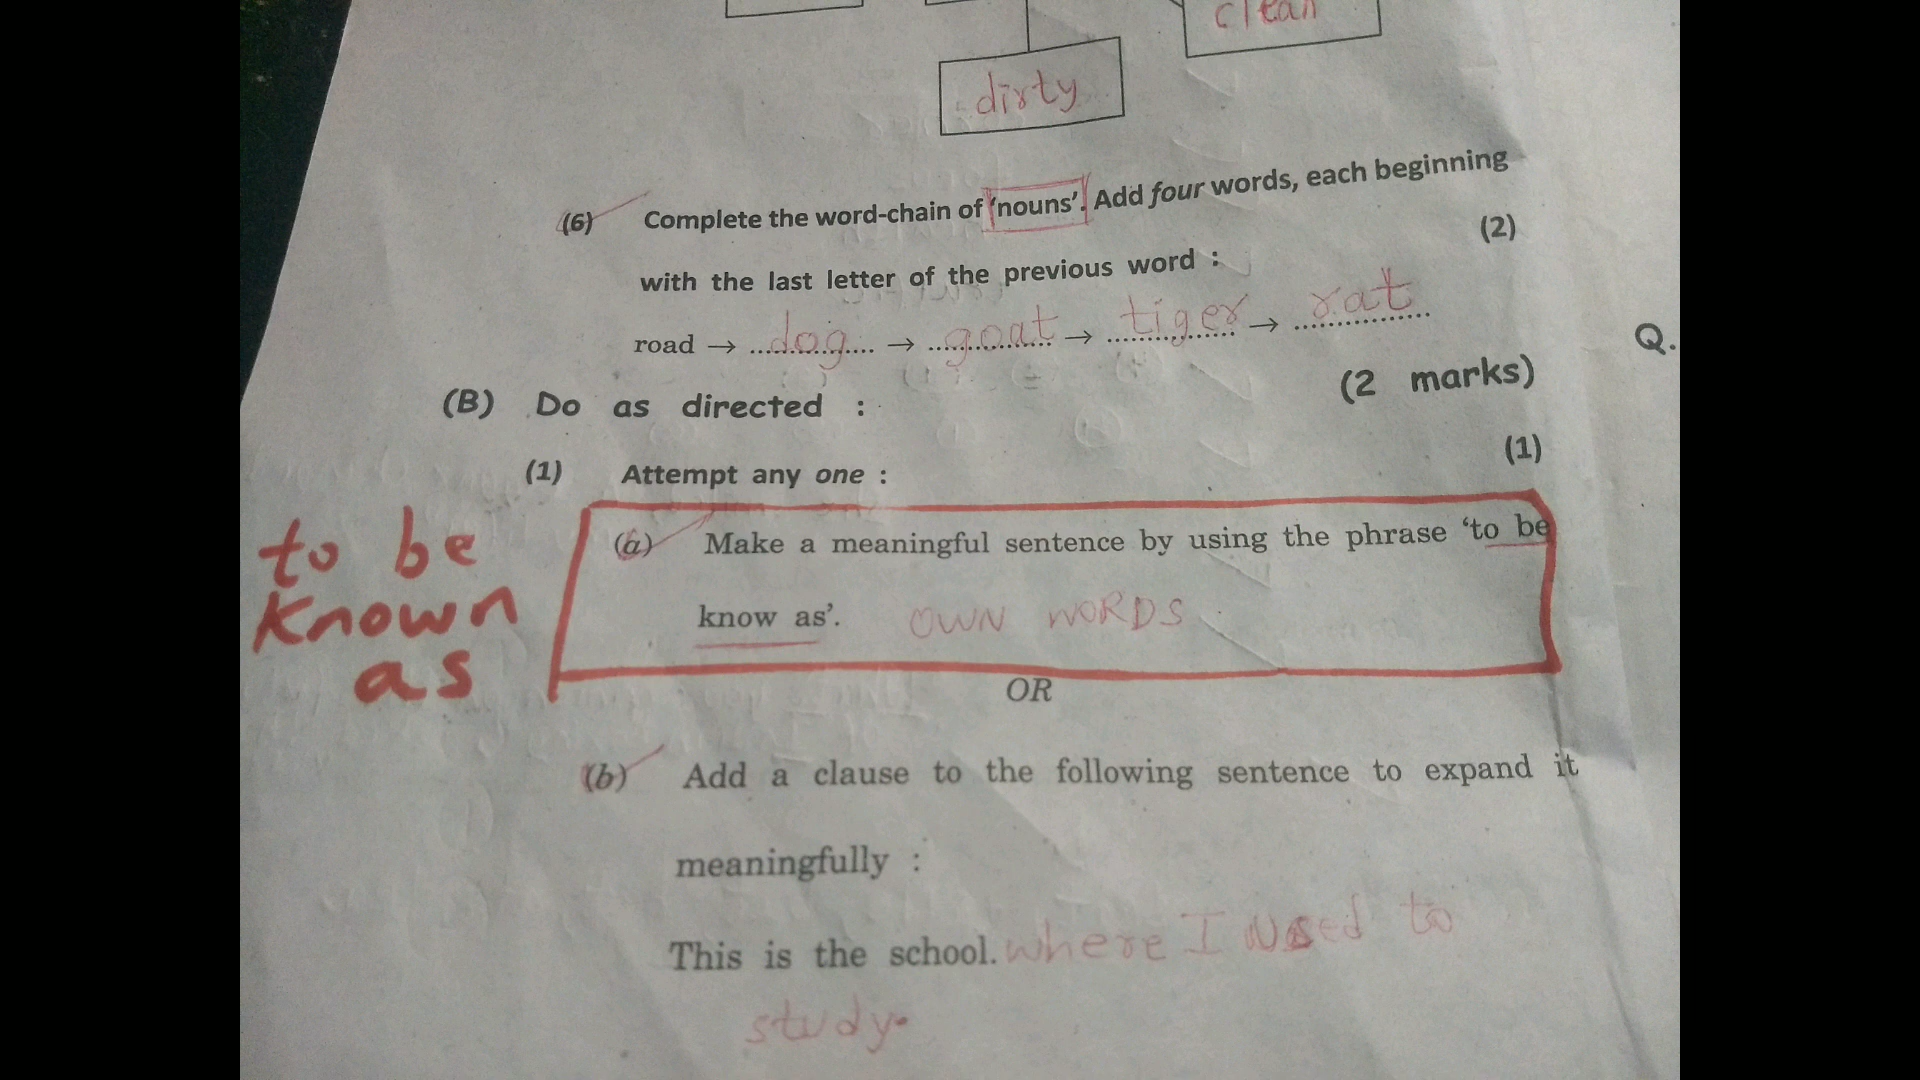 clean
dirty
(6) Complete the word-chain of 'nouns'. Add four words, each beginning
(2)
with the last letter of the previous word :
road → dog → goat → tiger → rat
Q.
(B) Do as directed : (2 marks)
(1) Attempt any one : (1)
(a) Make a meaningful sentence by using the phrase 'to be
know as'. OWN WORDS
to be
known
as
OR
(b) Add a clause to the following sentence to expand it
meaningfully :
This is the school. where I used to
study.